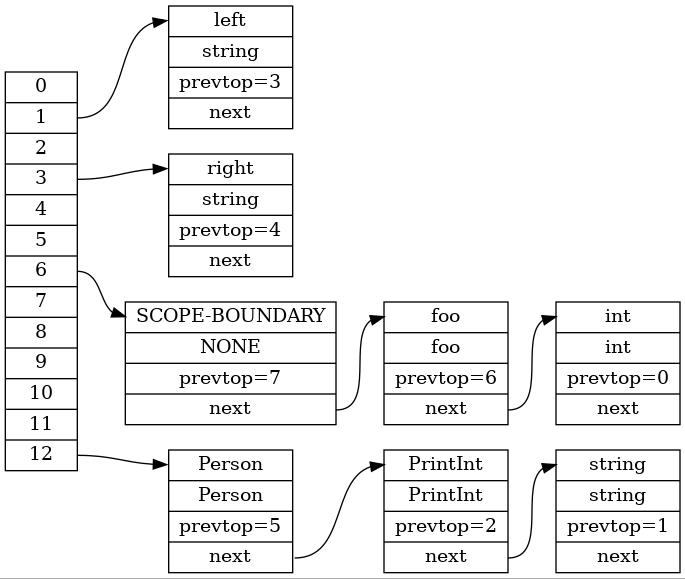 0
1
2
3
4
5
6
7
8
9
10
11
12
left
string
prevtop=3
next
right
string
prevtop=4
next
SCOPE-BOUNDARY
NONE
prevtop=7
next
foo
foo
prevtop=6
next
int
int
prevtop=0
next
Person
Person
prevtop=5
next
PrintInt
PrintInt
prevtop=2
next
string
string
prevtop=1
next